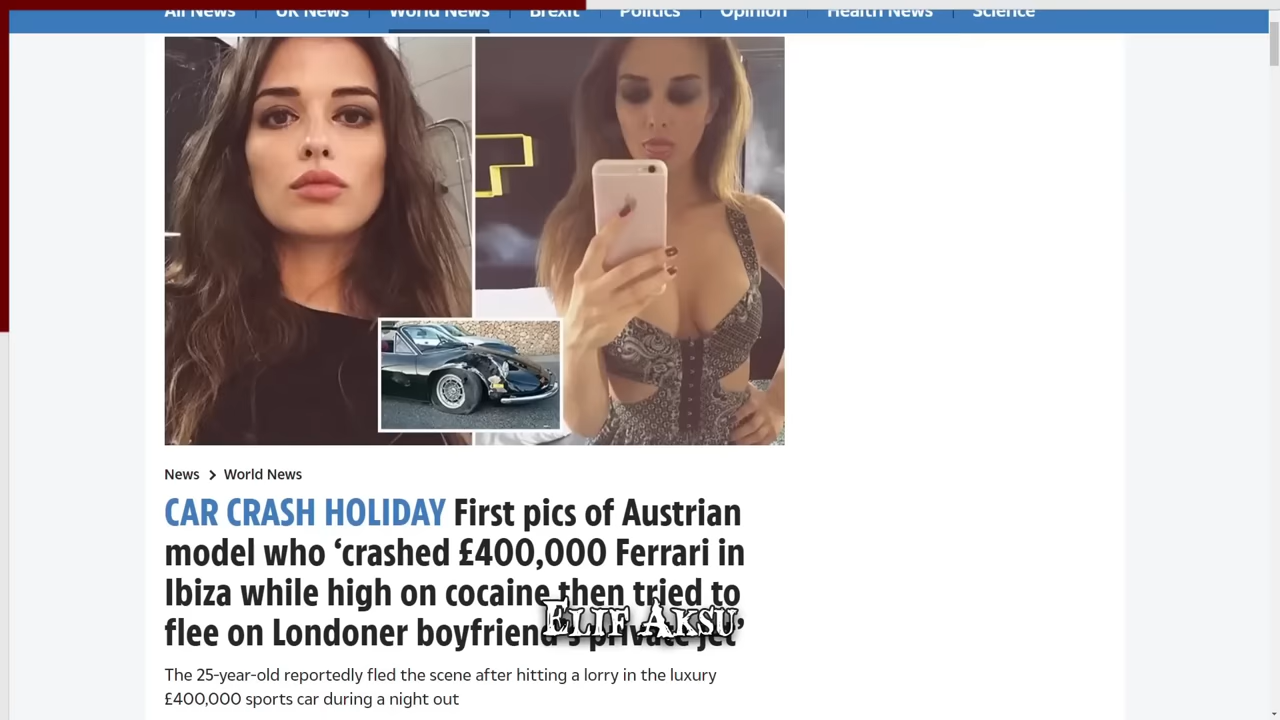 All News
UK News
World News
Brexit
Politics
Opinion
Health News
Science
News > World News
CAR CRASH HOLIDAY First pics of Austrian
model who ‘crashed £400,000 Ferrari in
Ibiza while high on cocaine then tried to
flee on Londoner boyfriend's private jet’
Elif Aksu
The 25-year-old reportedly fled the scene after hitting a lorry in the luxury
£400,000 sports car during a night out